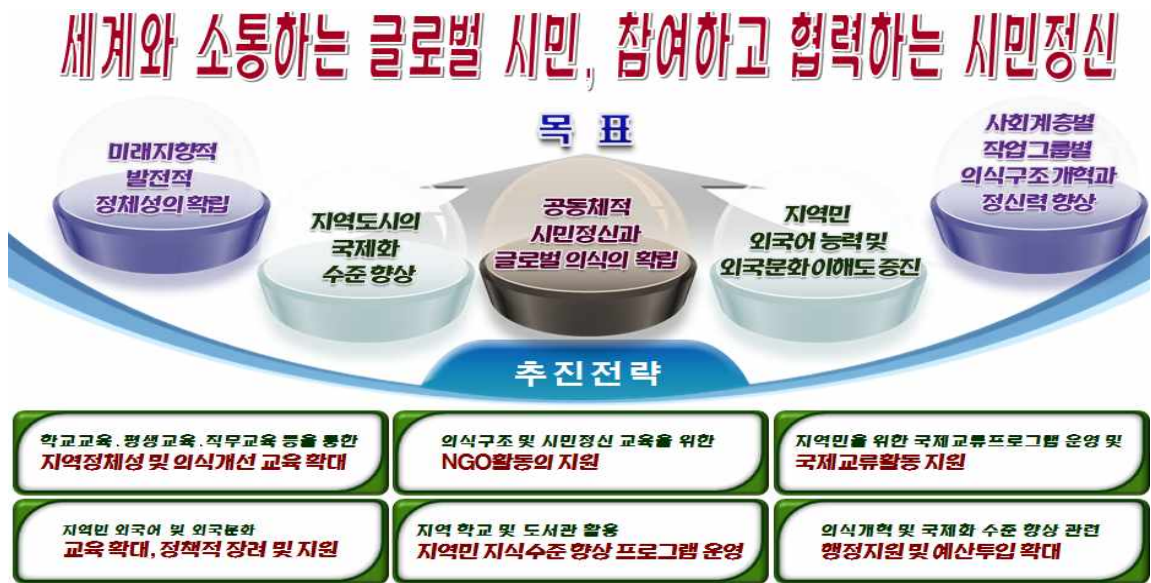 세계와 소통하는 글로벌 시민, 참여하고 협력하는 시민정신
목 표
미래지향적
발전적
정체성의 확립
지역도시의
국제화
수준 향상
공동체적
시민정신과
글로벌 의식의 확립
지역민
외국어 능력 및
외국문화 이해도 증진
사회계층별
작업그룹별
의식구조 개혁과
정신력 향상
추진전략
학교교육.평생교육.직무교육 등을 통한
지역정체성 및 의식개선 교육 확대
의식구조 및 시민정신 교육을 위한
NGO활동의 지원
지역민을 위한 국제교류프로그램 운영 및
국제교류활동 지원
지역민 외국어 및 외국문화
교육 확대, 정책적 장려 및 지원
지역 학교 및 도서관 활용
지역민 지식수준 향상 프로그램 운영
의식개혁 및 국제화 수준 향상 관련
행정지원 및 예산투입 확대